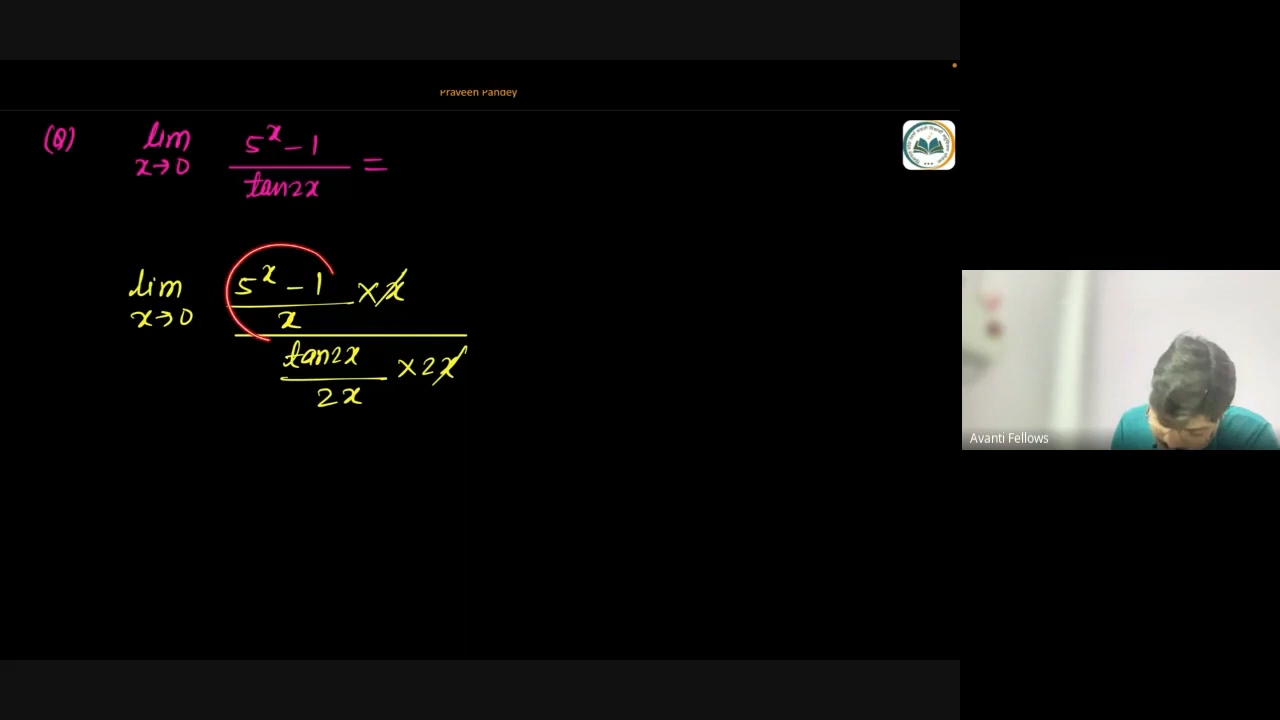 Praveen Pandey
(Q) lim x→0 (5^x - 1)/(tan2x) =
lim x→0 ((5^x - 1)/x × x)/((tan2x)/(2x) × 2x)
Avanti Fellows